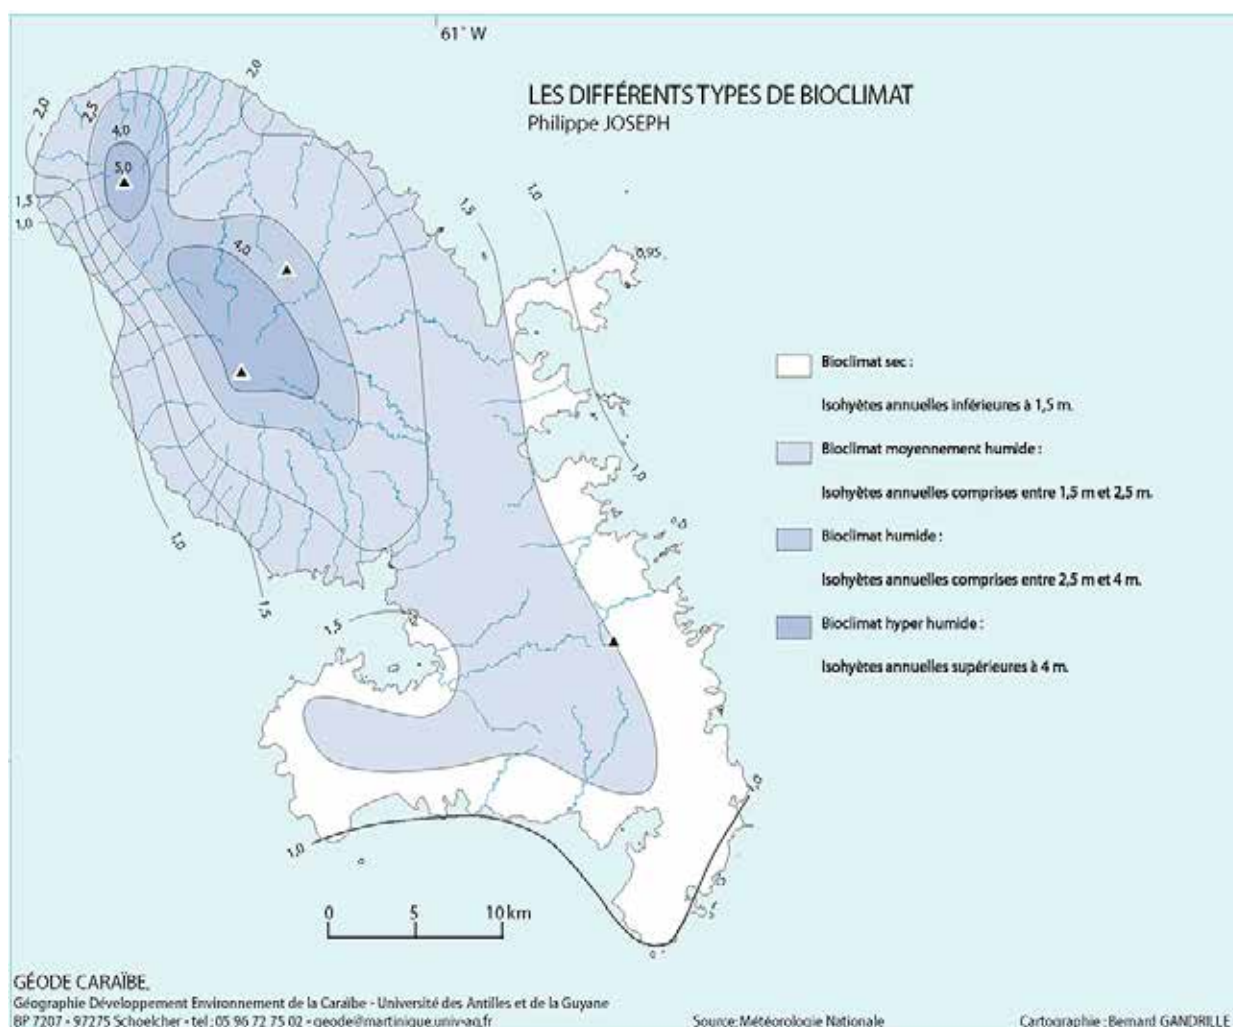 61° W
LES DIFFÉRENTS TYPES DE BIOCLIMAT
Philippe JOSEPH
2,0
2,0
2,5
4,0
5,0
1,5
1,0
4,0
1,5
1,0
0,95
Bioclimat sec :
Isohyètes annuelles inférieures à 1,5 m.
Bioclimat moyennement humide :
Isohyètes annuelles comprises entre 1,5 m et 2,5 m.
1,0
Bioclimat humide :
1,0
Isohyètes annuelles comprises entre 2,5 m et 4 m.
1,5
1,5
Bioclimat hyper humide :
Isohyètes annuelles supérieures à 4 m.
1,0
1,0
0 5 10 km
GÉODE CARAÏBE,
Géographie Développement Environnement de la Caraïbe - Université des Antilles et de la Guyane
BP 7207 - 97275 Schoelcher - tel : 05 96 72 75 02 - geode@martinique.univ-ag.fr
Source: Météorologie Nationale
Cartographie : Bernard GANDRILLE